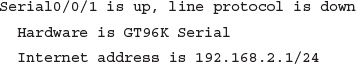 Serial0/0/1 is up, line protocol is down
Hardware is GT96K Serial
Internet address is 192.168.2.1/24